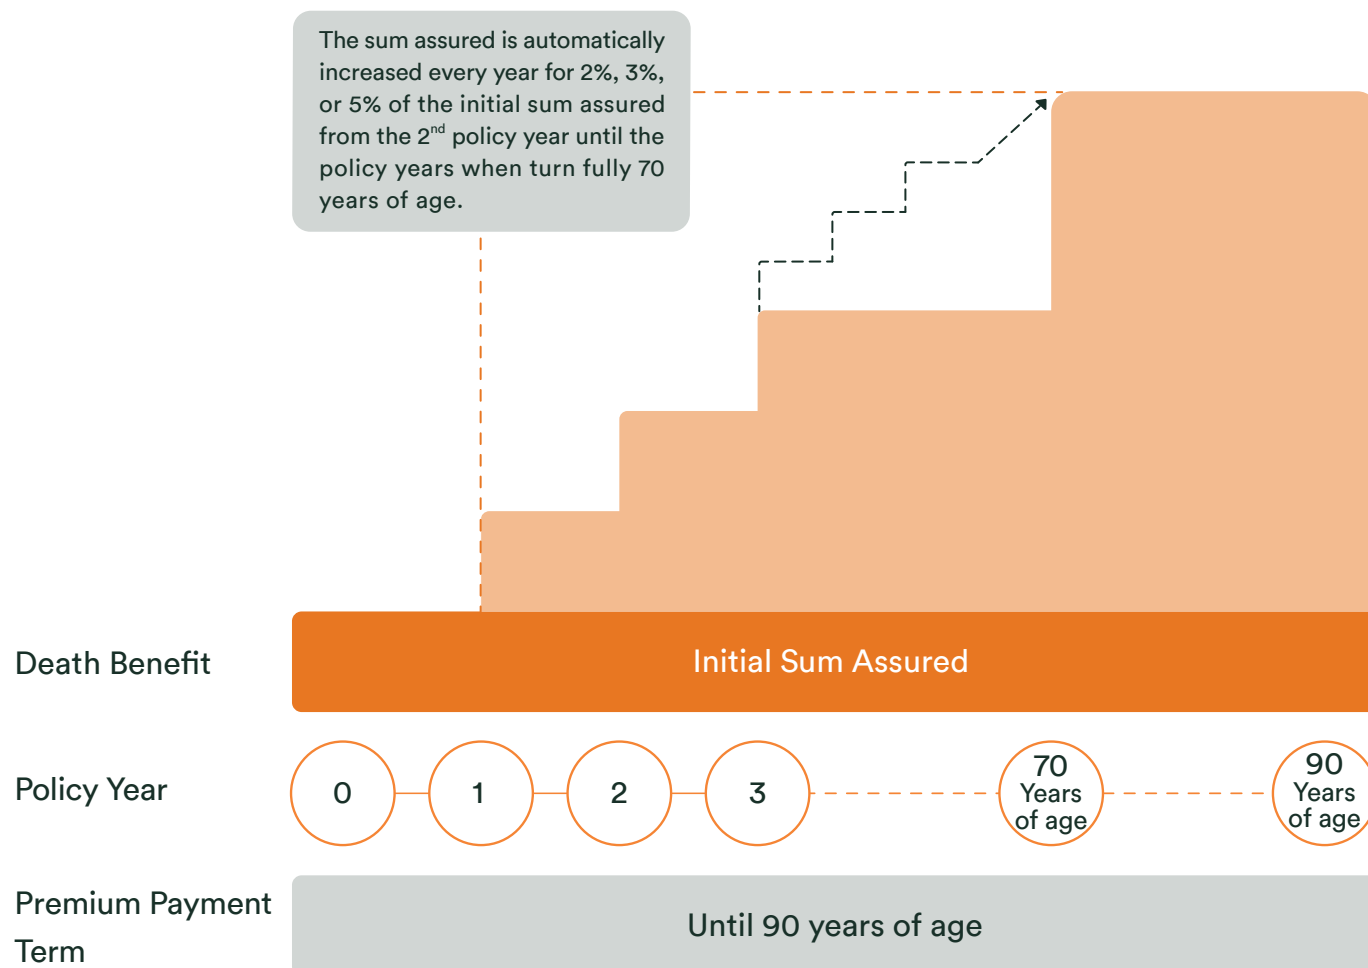 The sum assured is automatically
increased every year for 2%, 3%,
or 5% of the initial sum assured
from the 2nd policy year until the
policy years when turn fully 70
years of age.
Death Benefit
Initial Sum Assured
Policy Year
0
1
2
3
70
Years
of age
90
Years
of age
Premium Payment
Term
Until 90 years of age